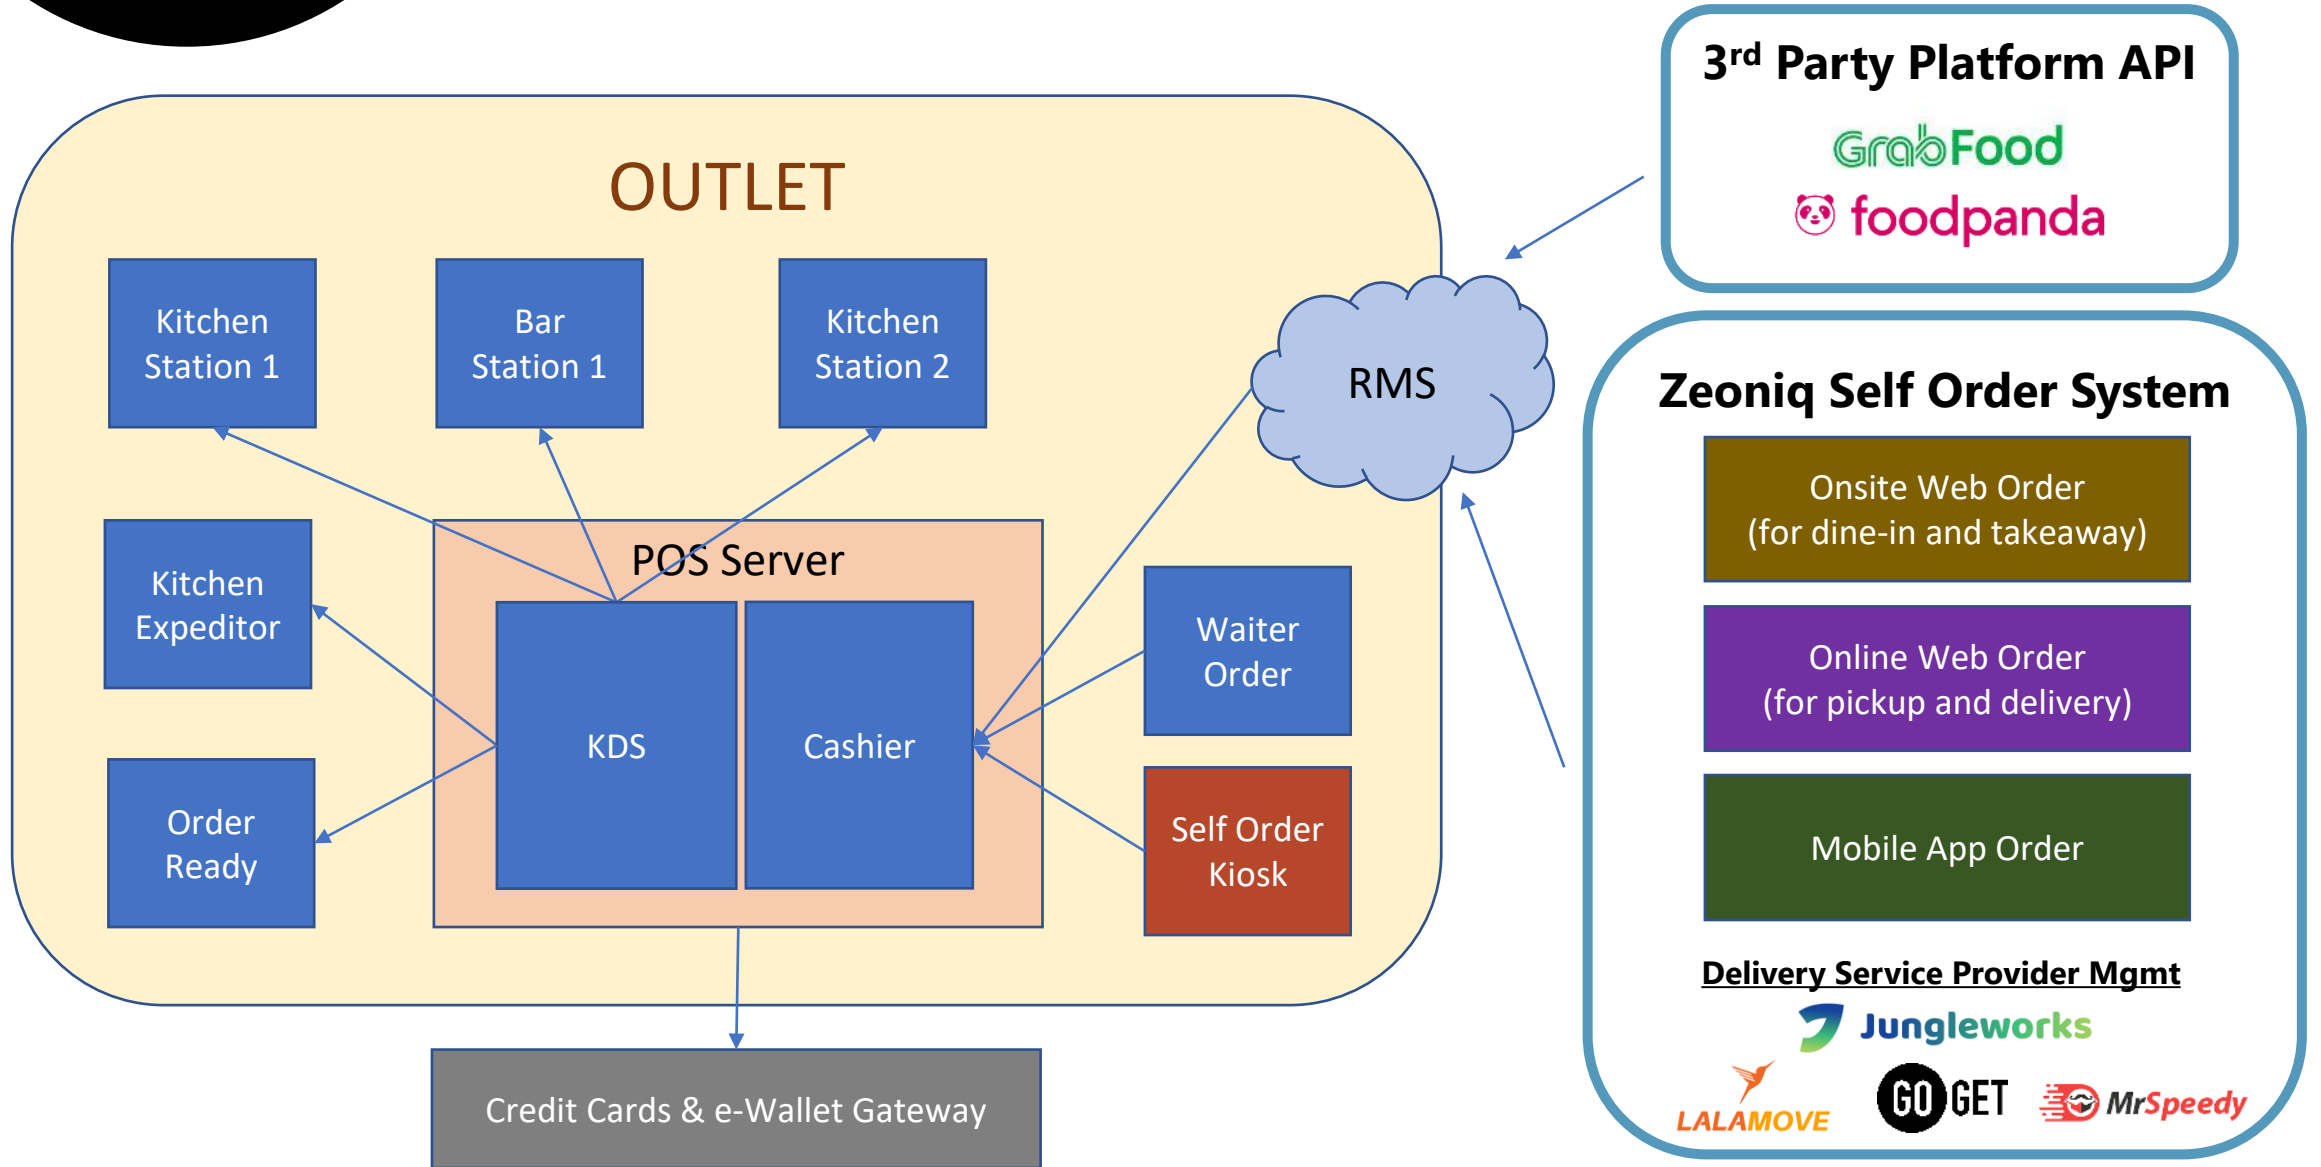 3rd Party Platform API
GrabFood
foodpanda
OUTLET
Kitchen
Station 1
Bar
Station 1
Kitchen
Station 2
RMS
Zeoniq Self Order System
Onsite Web Order
(for dine-in and takeaway)
Online Web Order
(for pickup and delivery)
Mobile App Order
Delivery Service Provider Mgmt
Jungleworks
LALAMOVE
GO GET
MrSpeedy
POS Server
Kitchen
Expeditor
KDS
Cashier
Waiter
Order
Order
Ready
Self Order
Kiosk
Credit Cards & e-Wallet Gateway